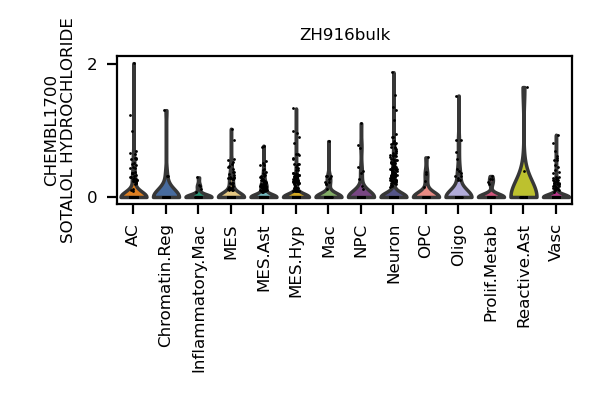 ZH916bulk
CHEMBL1700
SOTALOL HYDROCHLORIDE
2
0
AC
Chromatin.Reg
Inflammatory.Mac
MES
MES.Ast
MES.Hyp
Mac
NPC
Neuron
OPC
Oligo
Prolif.Metab
Reactive.Ast
Vasc